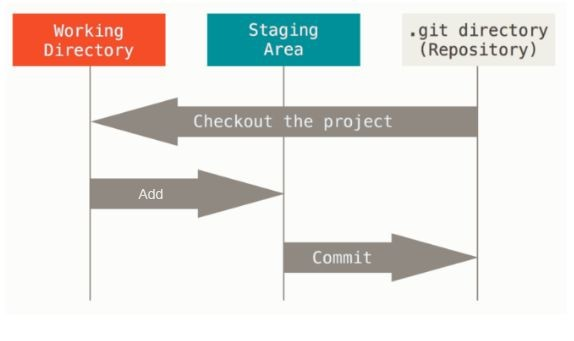 Working
Directory
Staging
Area
.git directory
(Repository)
Checkout the project
Add
Commit